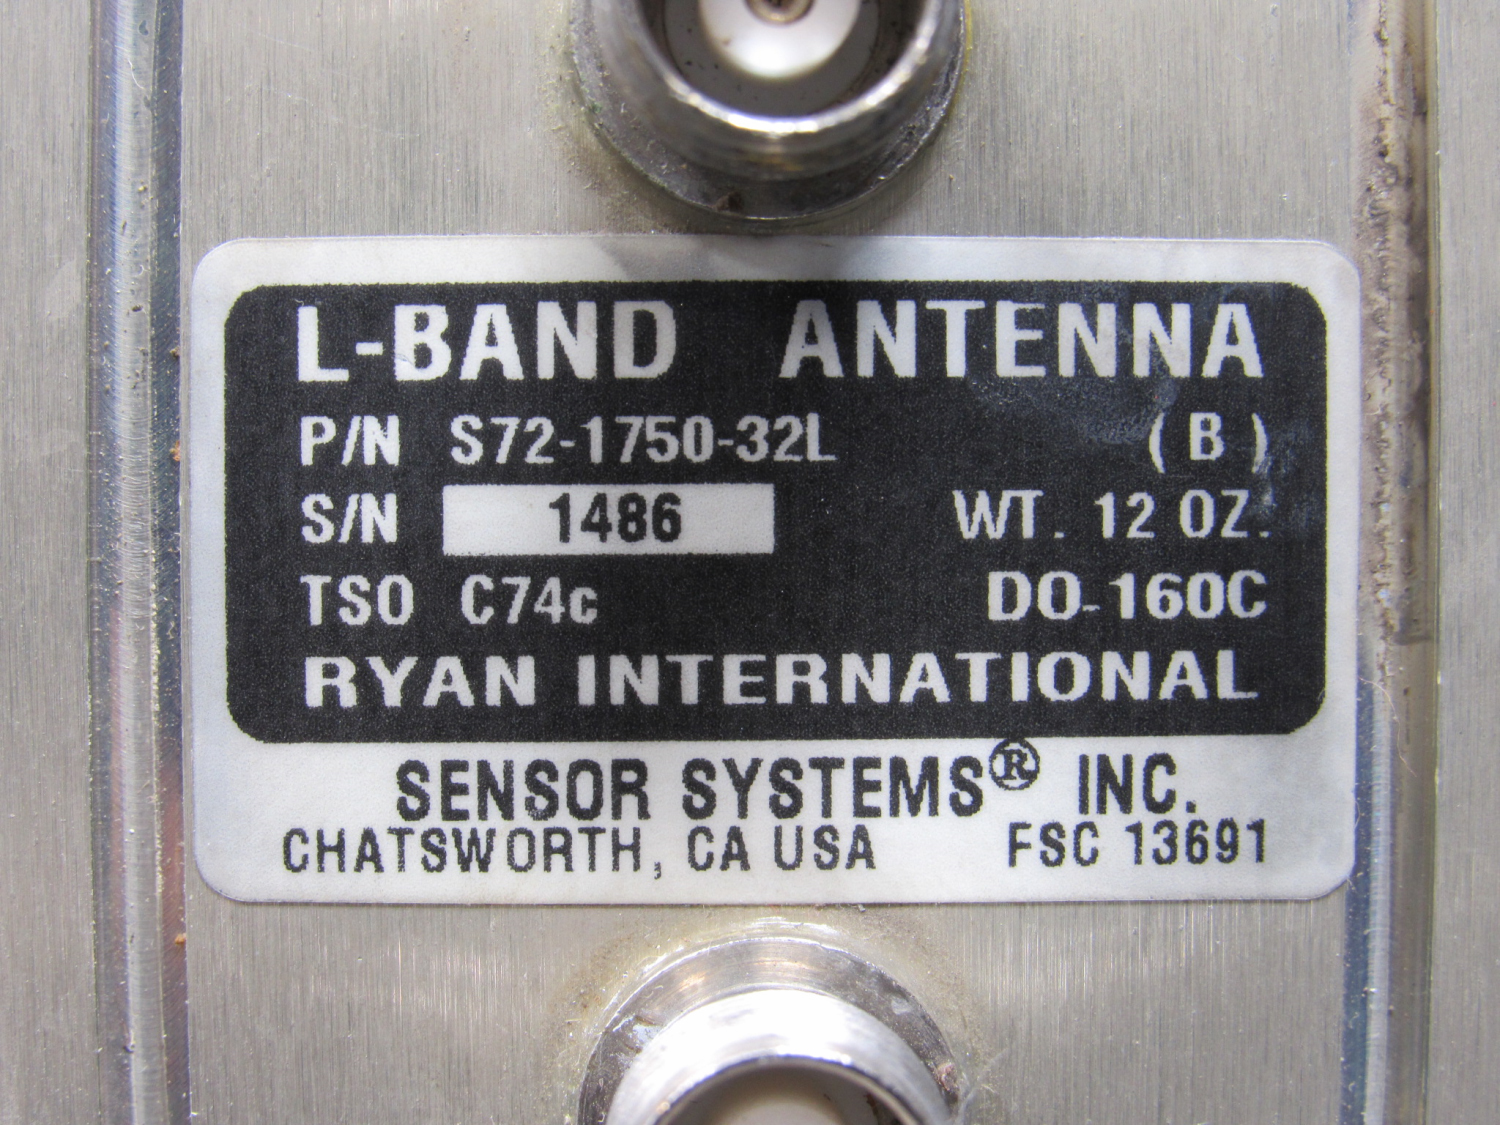 L-BAND ANTENNA
P/N S72-1750-32L (B)
S/N 1486 WT. 12 OZ.
TSO C74c DO-160C
RYAN INTERNATIONAL
SENSOR SYSTEMS® INC.
CHATSWORTH, CA USA FSC 13691